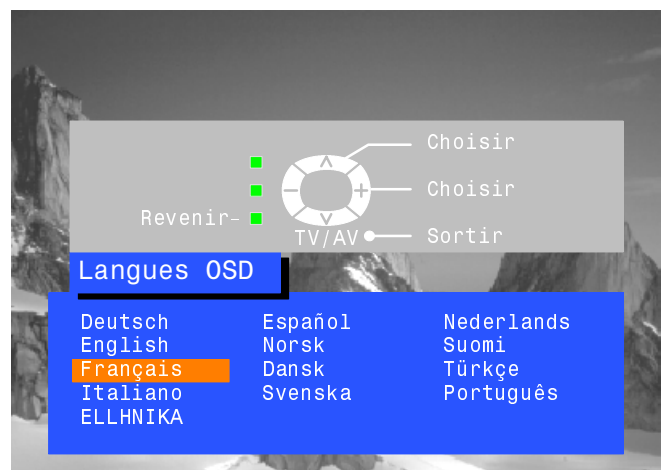 Choisir
Choisir
Revenir-
TV/AV Sortir
Langues OSD
Deutsch Español Nederlands
English Norsk Suomi
Français Dansk Türkçe
Italiano Svenska Português
ELLHNIKA